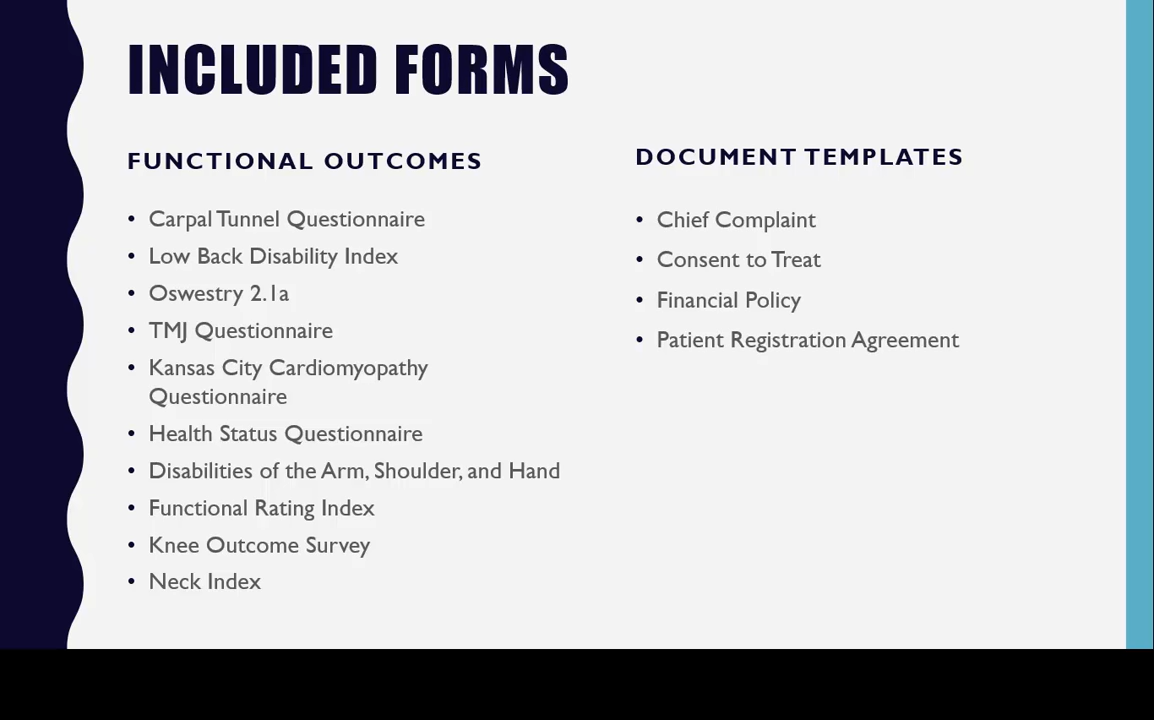 INCLUDED FORMS
FUNCTIONAL OUTCOMES
• Carpal Tunnel Questionnaire
• Low Back Disability Index
• Oswestry 2.1a
• TMJ Questionnaire
• Kansas City Cardiomyopathy
Questionnaire
• Health Status Questionnaire
• Disabilities of the Arm, Shoulder, and Hand
• Functional Rating Index
• Knee Outcome Survey
• Neck Index
DOCUMENT TEMPLATES
• Chief Complaint
• Consent to Treat
• Financial Policy
• Patient Registration Agreement